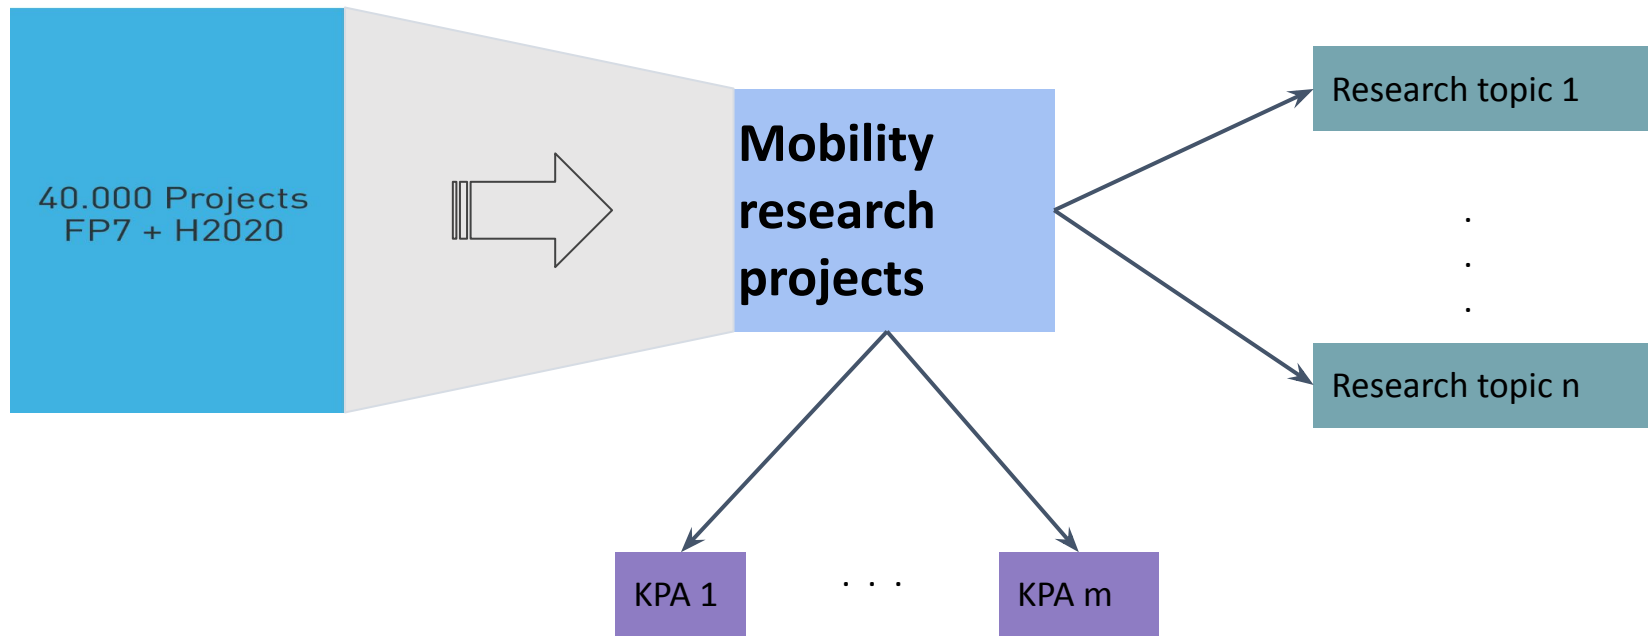 40.000 Projects
FP7 + H2020
Mobility
research
projects
Research topic 1
.
.
.
Research topic n
KPA 1
. . .
KPA m